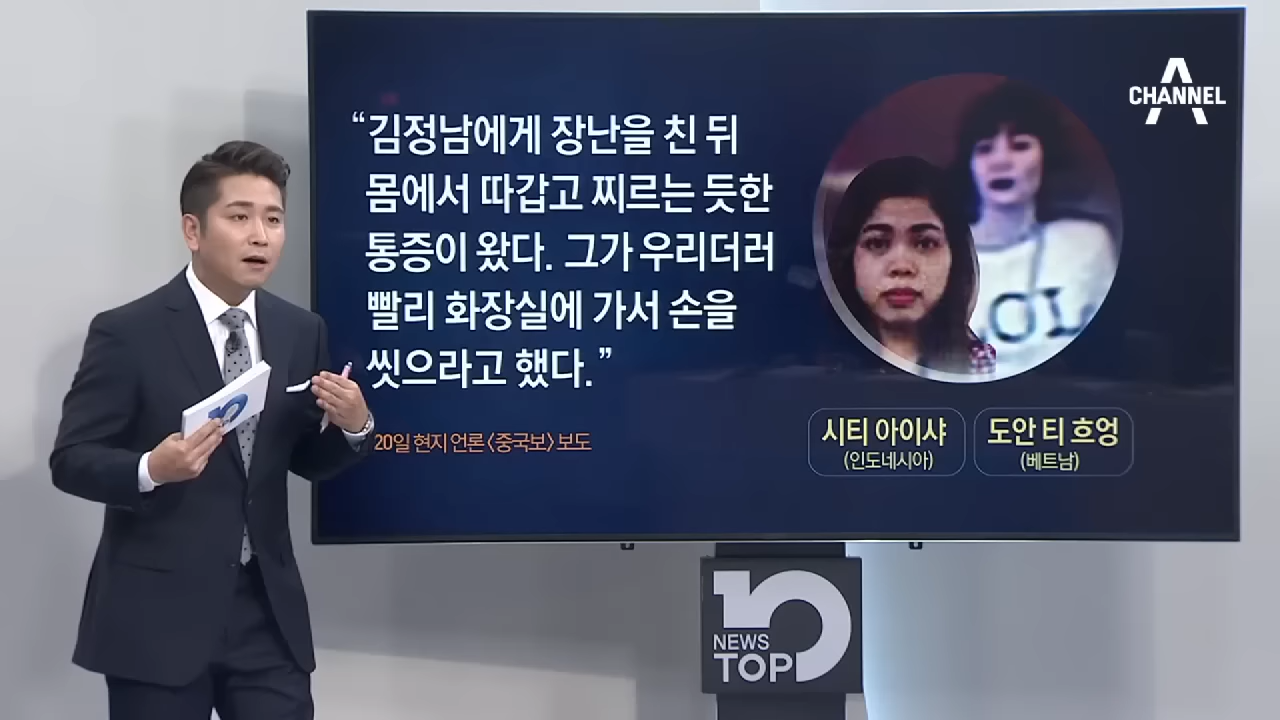 “김정남에게 장난을 친 뒤
몸에서 따갑고 찌르는 듯한
통증이 왔다. 그가 우리더러
빨리 화장실에 가서 손을
씻으라고 했다.”
20일 현지 언론 <중국보> 보도
CHANNEL A
LOL
시티 아이샤
(인도네시아)
도안 티 흐엉
(베트남)
10
NEWS
TOP
10